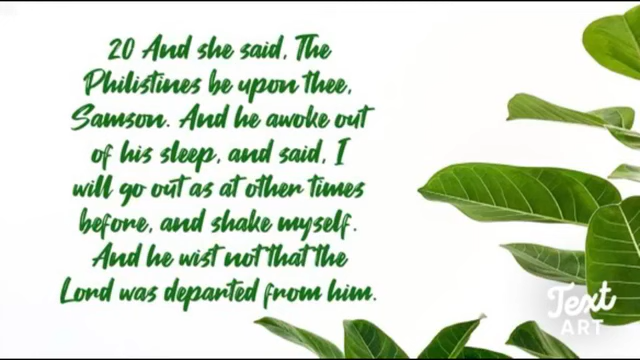 20 And she said, The
Philistines be upon thee,
Samson. And he awoke out
of his sleep, and said, I
will go out as at other times
before, and shake myself.
And he wist not that the
Lord was departed from him.
Text
ART